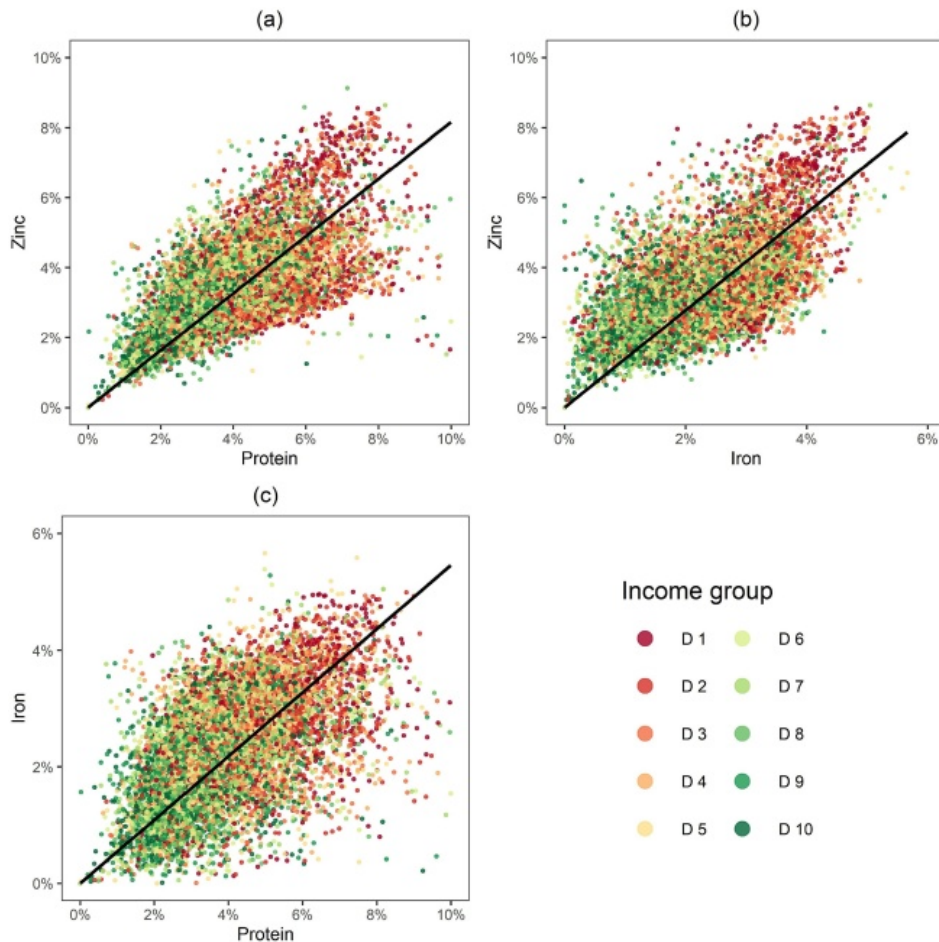 (a)
(b)
10%
8%
6%
4%
2%
0%
Zinc
0% 2% 4% 6% 8% 10%
Protein
10%
8%
6%
4%
2%
0%
Zinc
0% 2% 4% 6%
Iron
(c)
6%
4%
2%
0%
Iron
0% 2% 4% 6% 8% 10%
Protein
Income group
D 1 D 6
D 2 D 7
D 3 D 8
D 4 D 9
D 5 D 10